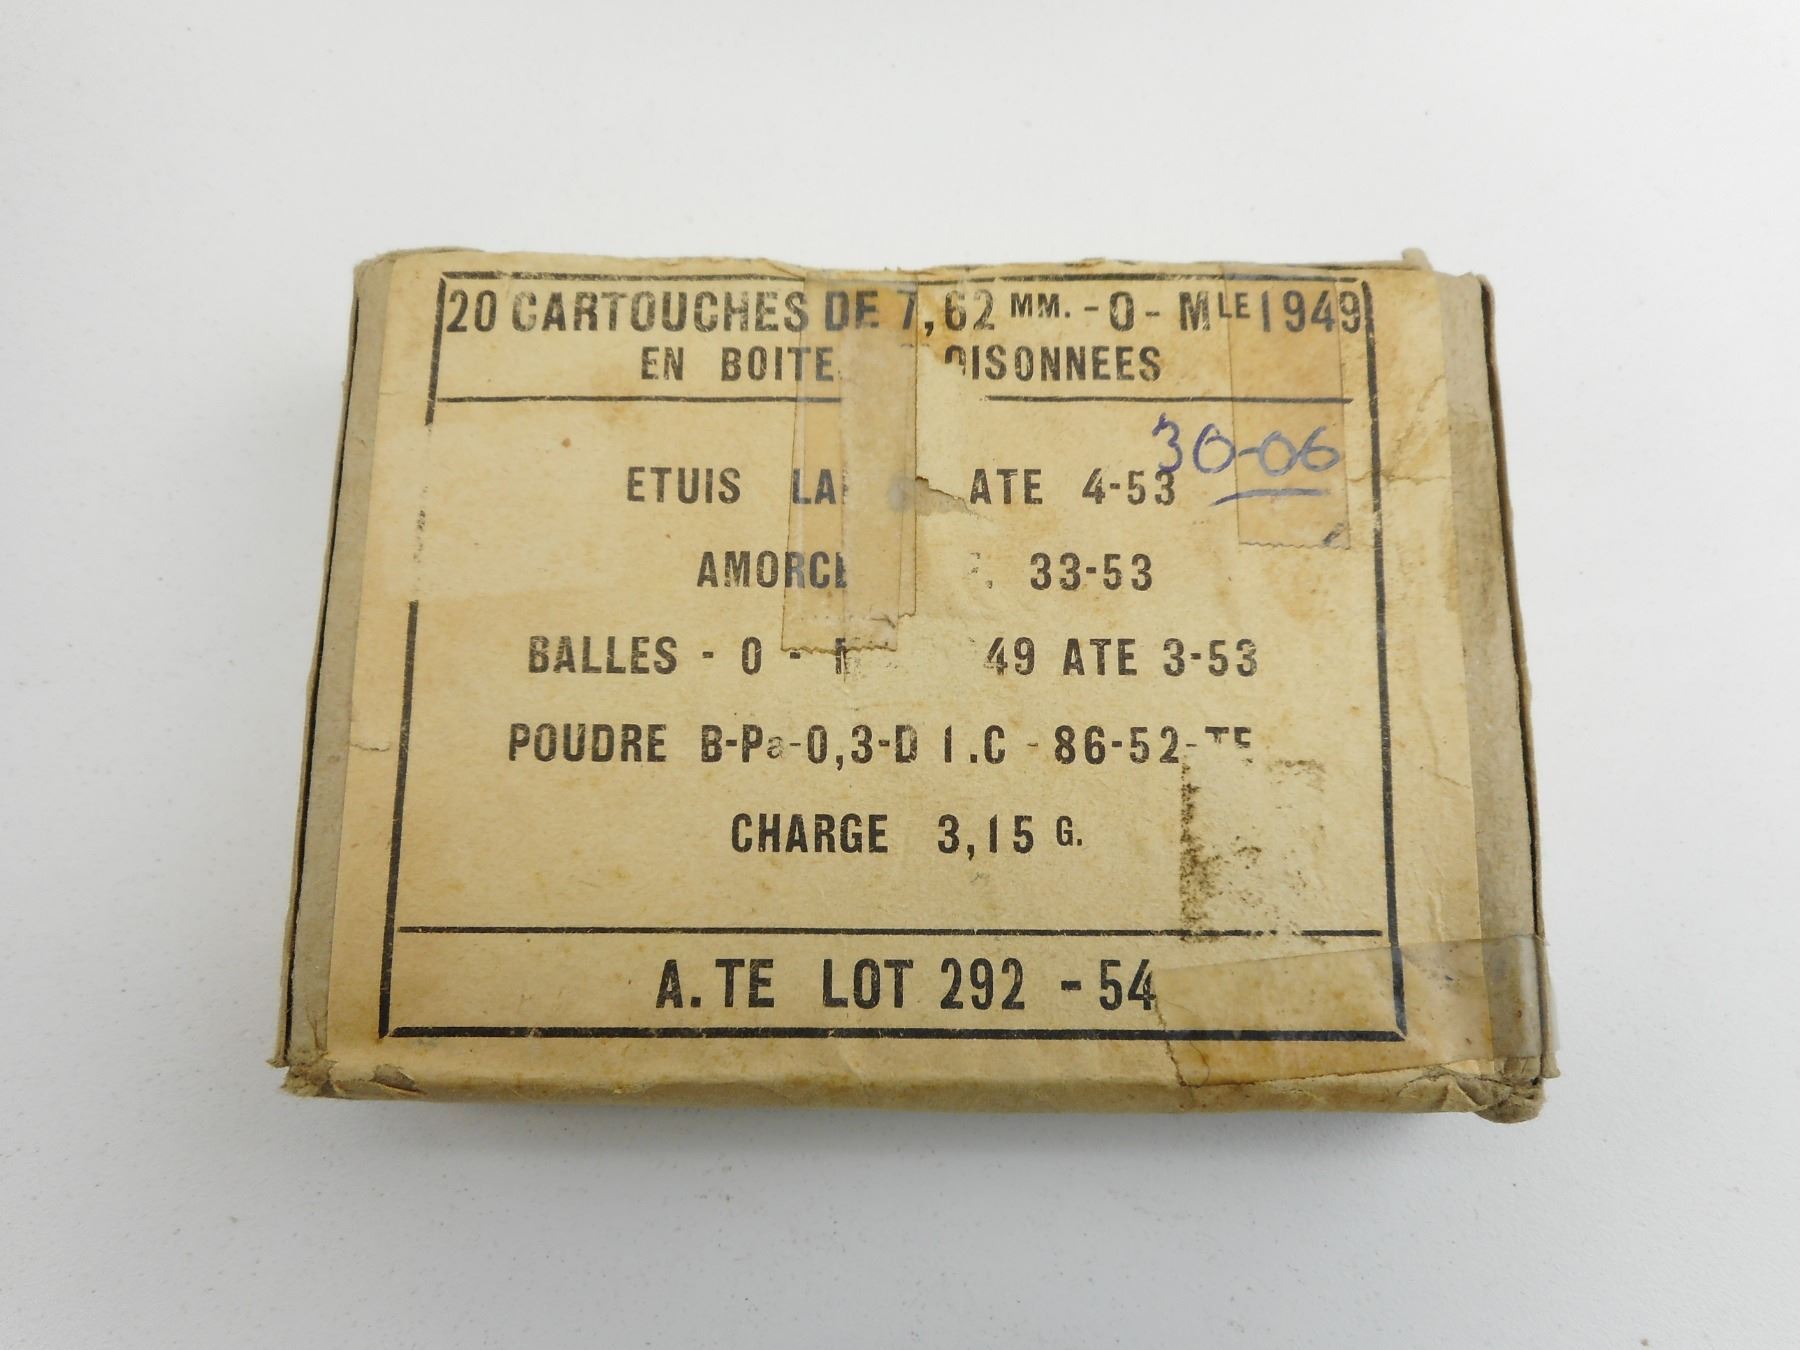 20 CARTOUCHES DE 7,62 MM. - O - MLE 1949
EN BOITE
30-06
ETUIS ATE 4-53
33-53
BALLES - O - 49 ATE 3-53
POUDRE B-Pa-0,3-D I.C - 86-52-TE
CHARGE 3,15 G.
A.TE LOT 292 - 54